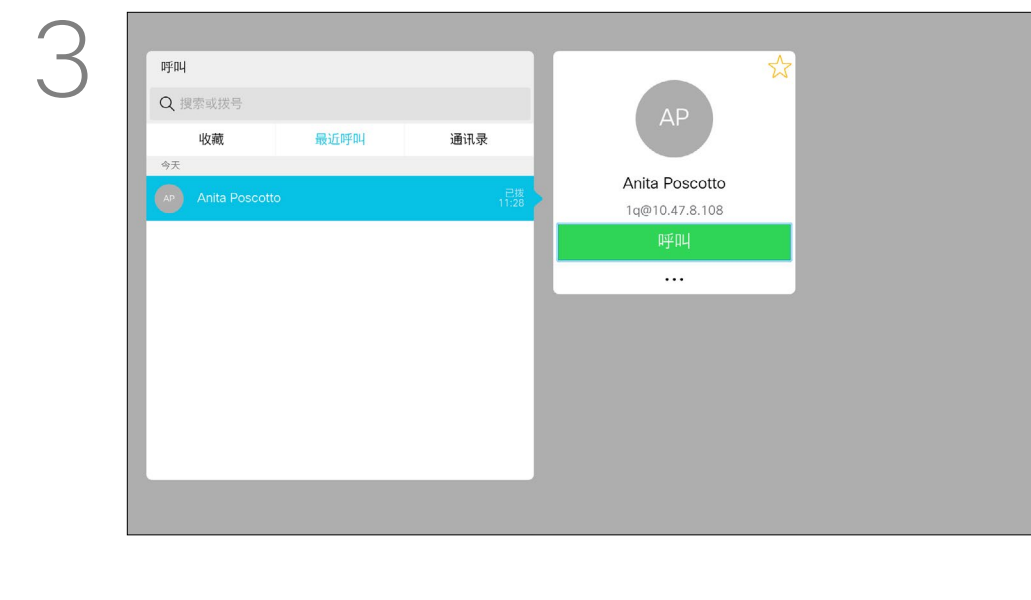 3
呼叫
搜索或拨号
收藏 最近呼叫 通讯录
今天
AP Anita Poscotto 已拨
11:28
AP
Anita Poscotto
1q@10.47.8.108
呼叫
...